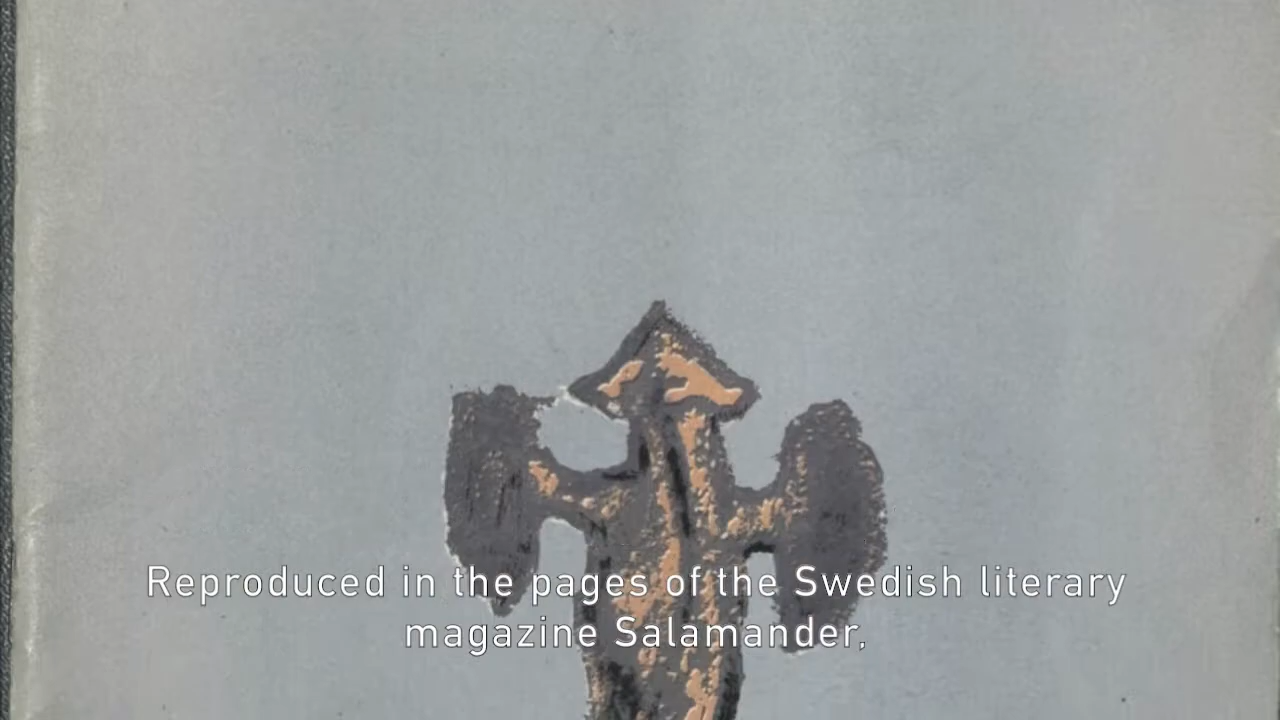 Reproduced in the pages of the Swedish literary
magazine Salamander,